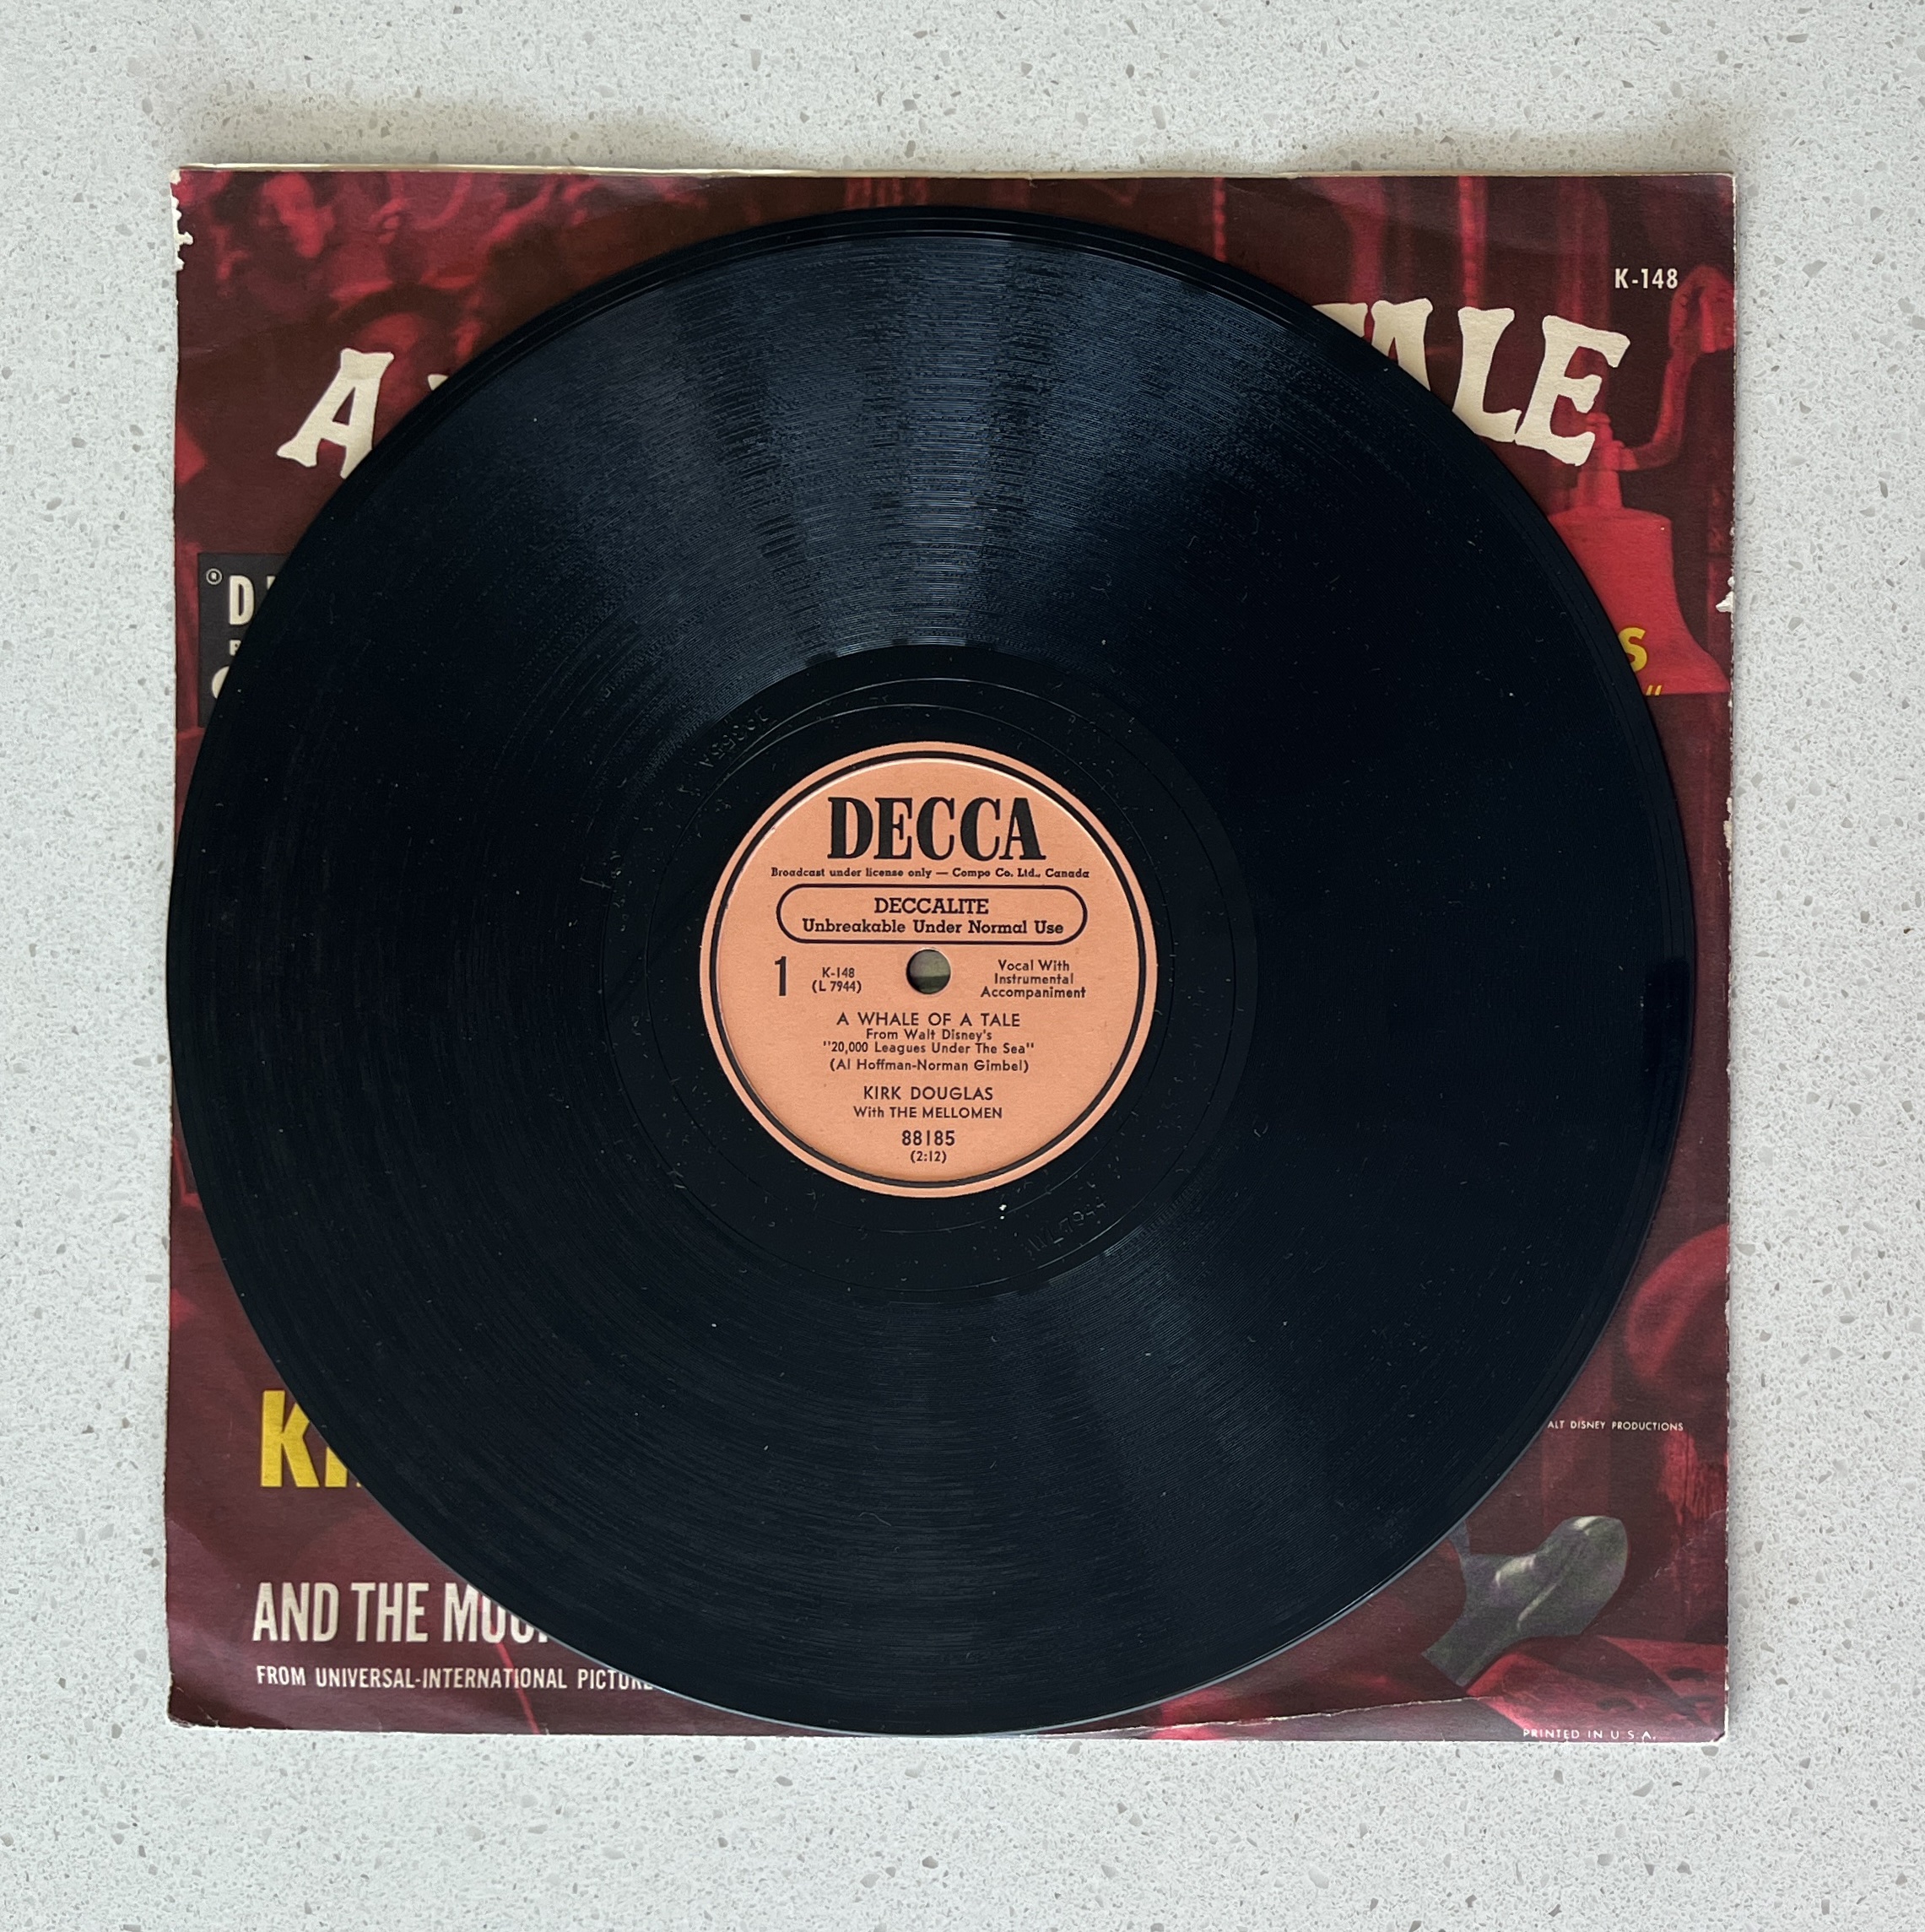 K-148
A
ALE
® D
S
"
DECCA
Broadcast under license only — Compo Co. Ltd., Canada
DECCALITE
Unbreakable Under Normal Use
1
K-148
(L 7944)
Vocal With
Instrumental
Accompaniment
A WHALE OF A TALE
From Walt Disney's
"20,000 Leagues Under The Sea"
(Al Hoffman-Norman Gimbel)
KIRK DOUGLAS
With THE MELLOMEN
88185
(2:12)
ALT DISNEY PRODUCTIONS
AND THE
FROM UNIVERSAL-INTERNATIONAL PICTURE
PRINTED IN U.S.A.